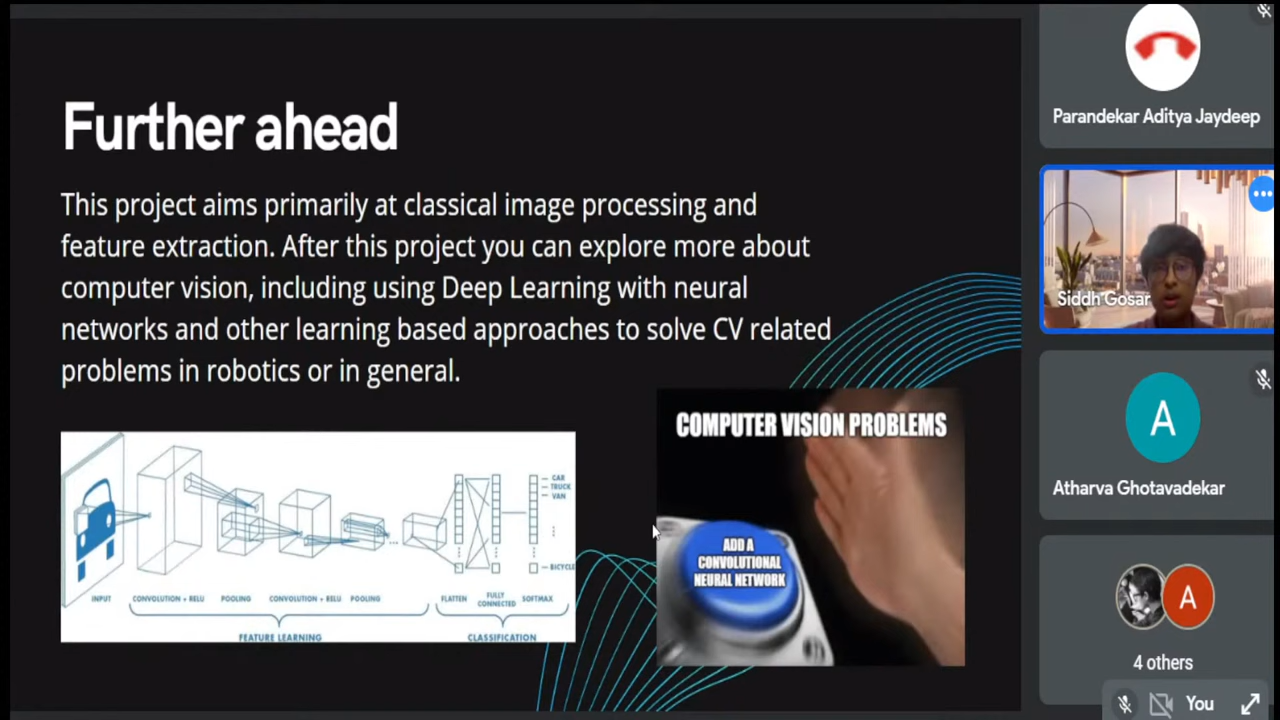 Further ahead
This project aims primarily at classical image processing and
feature extraction. After this project you can explore more about
computer vision, including using Deep Learning with neural
networks and other learning based approaches to solve CV related
problems in robotics or in general.
CAR
TRUCK
VAN
BICYCLE
INPUT
CONVOLUTION + RELU
POOLING
CONVOLUTION + RELU
POOLING
FLATTEN
FULLY
CONNECTED
SOFTMAX
FEATURE LEARNING
CLASSIFICATION
COMPUTER VISION PROBLEMS
ADD A
CONVOLUTIONAL
NEURAL NETWORK
Parandekar Aditya Jaydeep
Siddh Gosar
A
Atharva Ghotavadekar
A
4 others
You